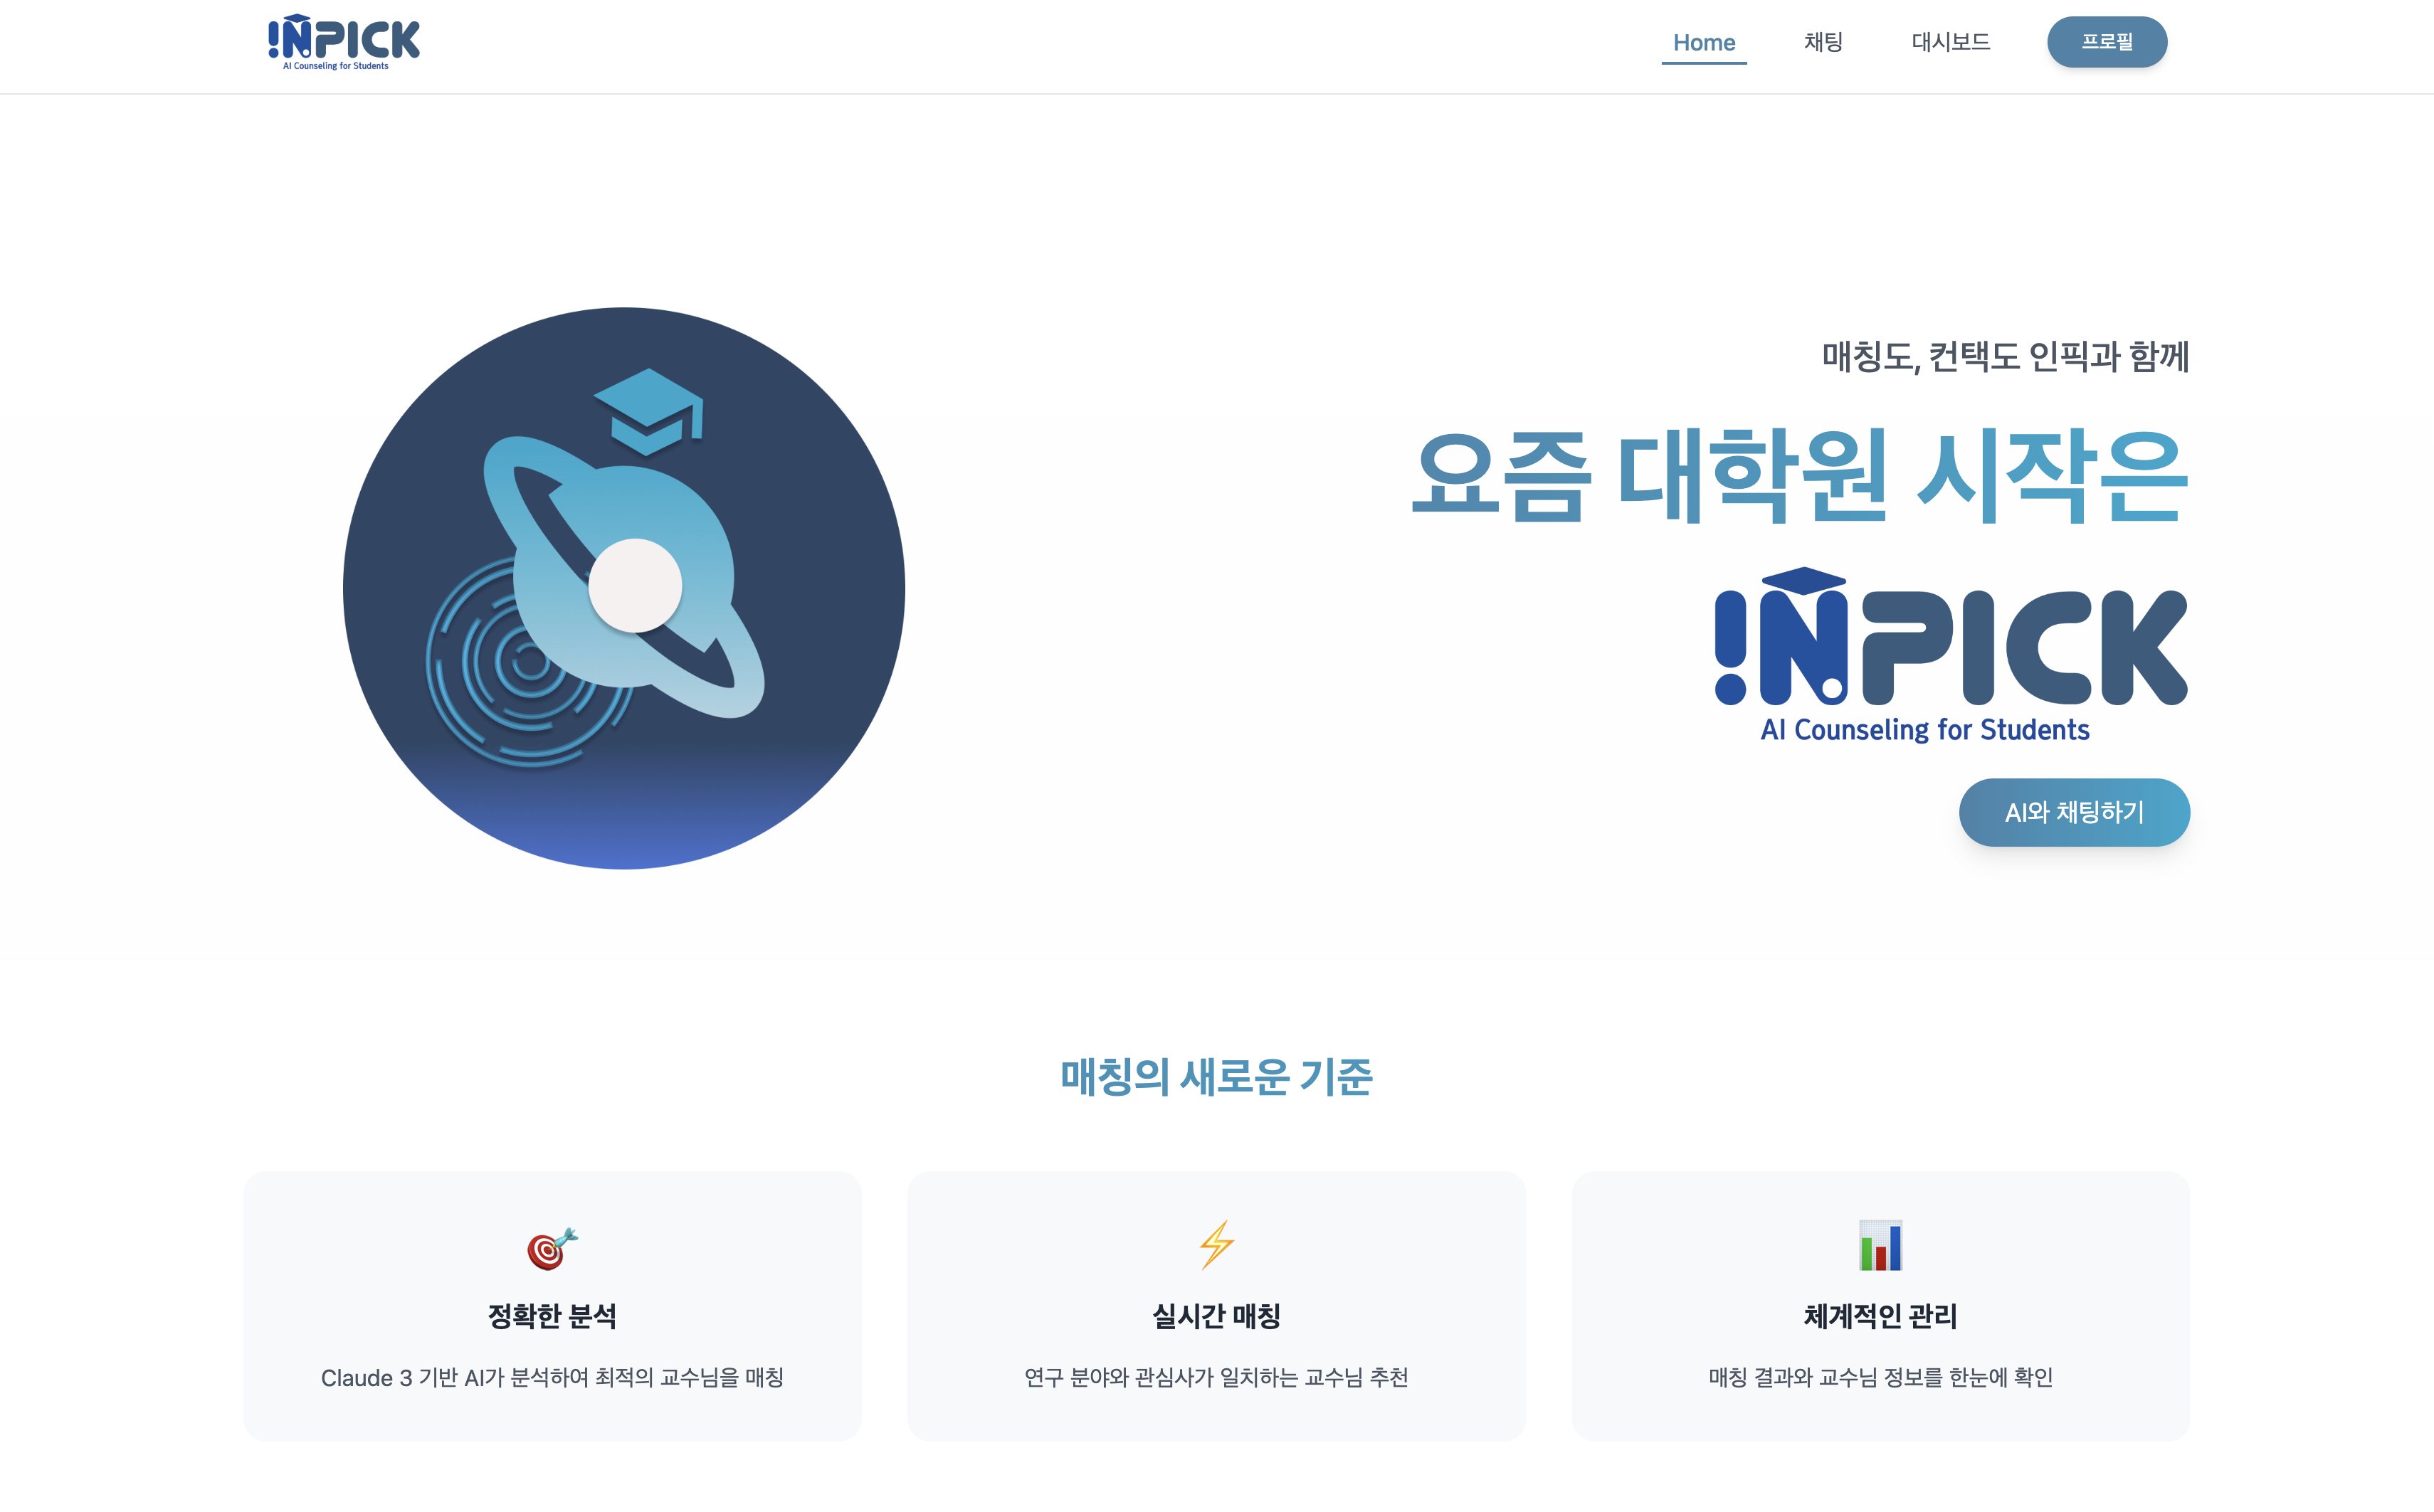 INPICK
AI Counseling for Students
Home 채팅 대시보드 프로필
매칭도, 컨택도 인픽과 함께
요즘 대학원 시작은
INPICK
AI Counseling for Students
AI와 채팅하기
매칭의 새로운 기준
정확한 분석
Claude 3 기반 AI가 분석하여 최적의 교수님을 매칭
실시간 매칭
연구 분야와 관심사가 일치하는 교수님 추천
체계적인 관리
매칭 결과와 교수님 정보를 한눈에 확인